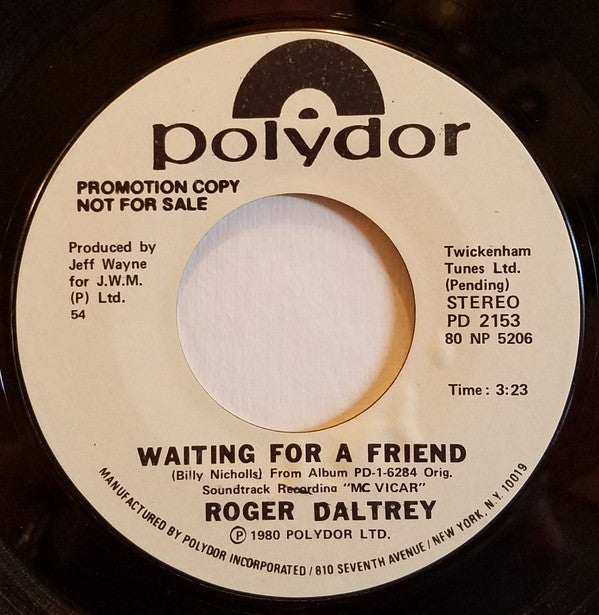 polydor
PROMOTION COPY
NOT FOR SALE
Produced by
Jeff Wayne
for J.W.M.
(P) Ltd.
54
Twickenham
Tunes Ltd.
(Pending)
STEREO
PD 2153
80 NP 5206
Time: 3:23
WAITING FOR A FRIEND
(Billy Nicholls) From Album PD-1-6284 Orig.
Soundtrack Recording "MC VICAR"
ROGER DALTREY
Ⓟ 1980 POLYDOR LTD.
MANUFACTURED BY POLYDOR INCORPORATED / 810 SEVENTH AVENUE / NEW YORK, N.Y. 10019